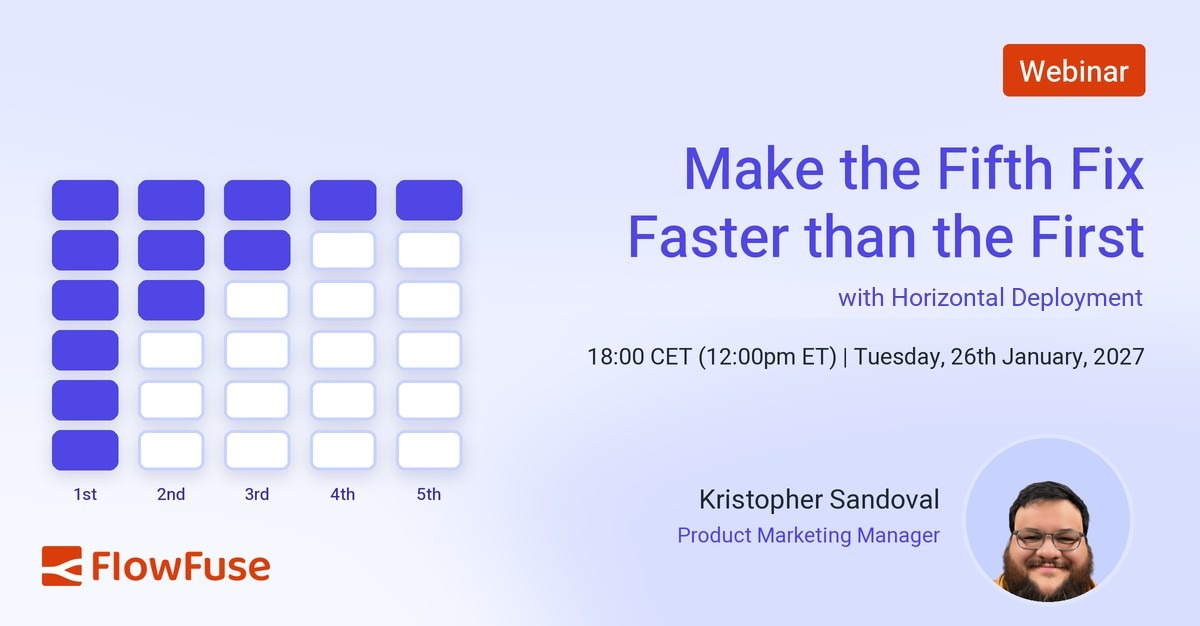 Webinar
Make the Fifth Fix
Faster than the First
with Horizontal Deployment
18:00 CET (12:00pm ET) | Tuesday, 26th January, 2027
1st 2nd 3rd 4th 5th
Kristopher Sandoval
Product Marketing Manager
FlowFuse